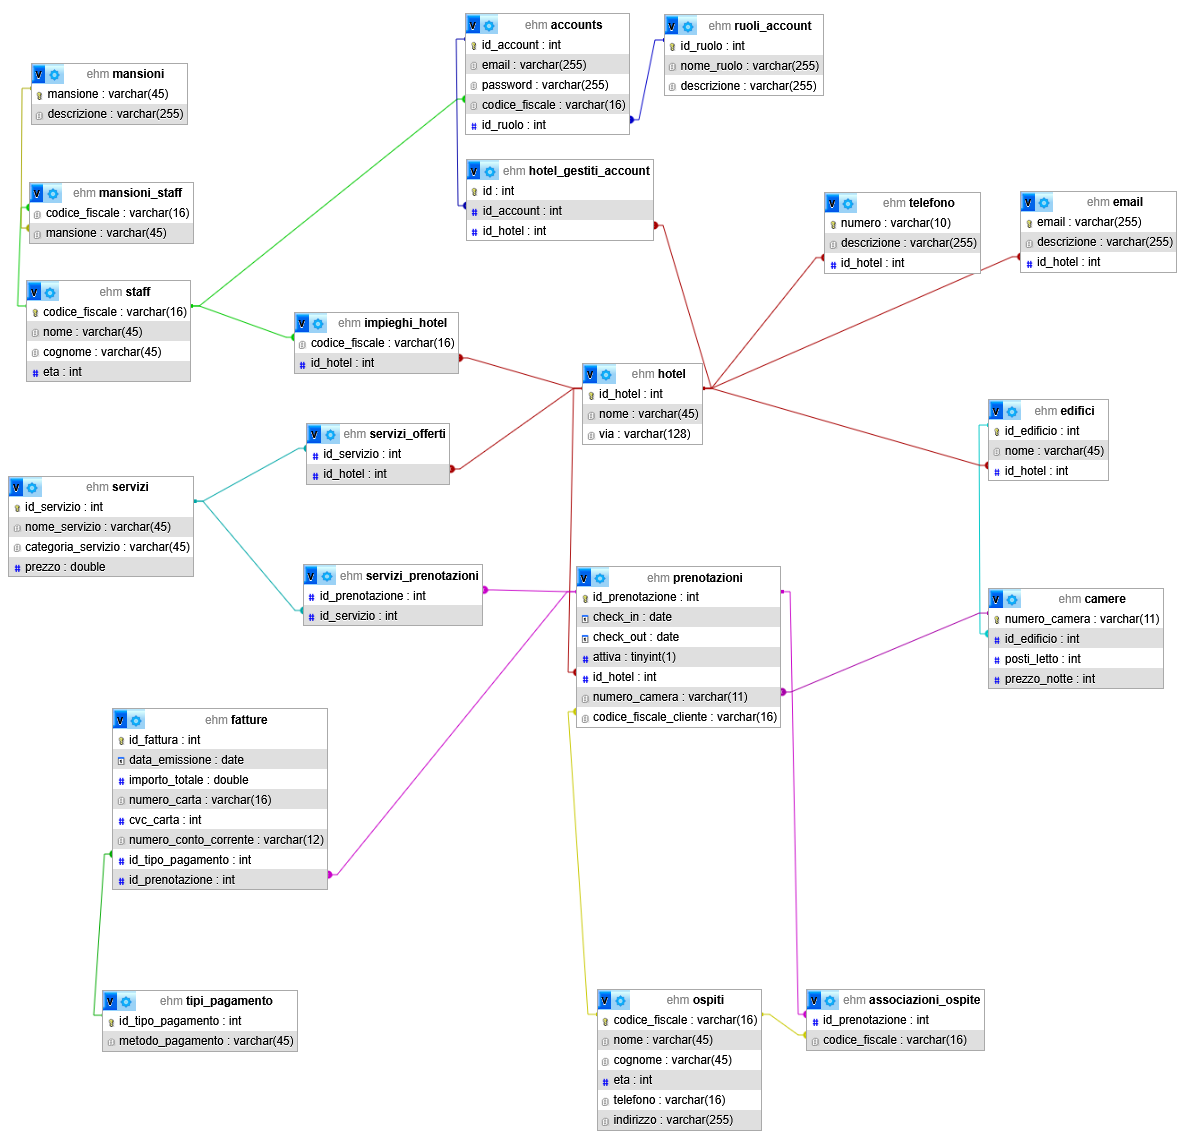 ehm accounts
id_account : int
email : varchar(255)
password : varchar(255)
codice_fiscale : varchar(16)
id_ruolo : int
ehm ruoli_account
id_ruolo : int
nome_ruolo : varchar(255)
descrizione : varchar(255)
ehm mansioni
mansione : varchar(45)
descrizione : varchar(255)
ehm hotel_gestiti_account
id : int
id_account : int
id_hotel : int
ehm mansioni_staff
codice_fiscale : varchar(16)
mansione : varchar(45)
ehm telefono
numero : varchar(10)
descrizione : varchar(255)
id_hotel : int
ehm email
email : varchar(255)
descrizione : varchar(255)
id_hotel : int
ehm staff
codice_fiscale : varchar(16)
nome : varchar(45)
cognome : varchar(45)
eta : int
ehm impieghi_hotel
codice_fiscale : varchar(16)
id_hotel : int
ehm hotel
id_hotel : int
nome : varchar(45)
via : varchar(128)
ehm edifici
id_edificio : int
nome : varchar(45)
id_hotel : int
ehm servizi_offerti
id_servizio : int
id_hotel : int
ehm servizi
id_servizio : int
nome_servizio : varchar(45)
categoria_servizio : varchar(45)
prezzo : double
ehm servizi_prenotazioni
id_prenotazione : int
id_servizio : int
ehm prenotazioni
id_prenotazione : int
check_in : date
check_out : date
attiva : tinyint(1)
id_hotel : int
numero_camera : varchar(11)
codice_fiscale_cliente : varchar(16)
ehm camere
numero_camera : varchar(11)
id_edificio : int
posti_letto : int
prezzo_notte : int
ehm fatture
id_fattura : int
data_emissione : date
importo_totale : double
numero_carta : varchar(16)
cvc_carta : int
numero_conto_corrente : varchar(12)
id_tipo_pagamento : int
id_prenotazione : int
ehm tipi_pagamento
id_tipo_pagamento : int
metodo_pagamento : varchar(45)
ehm ospiti
codice_fiscale : varchar(16)
nome : varchar(45)
cognome : varchar(45)
eta : int
telefono : varchar(16)
indirizzo : varchar(255)
ehm associazioni_ospite
id_prenotazione : int
codice_fiscale : varchar(16)